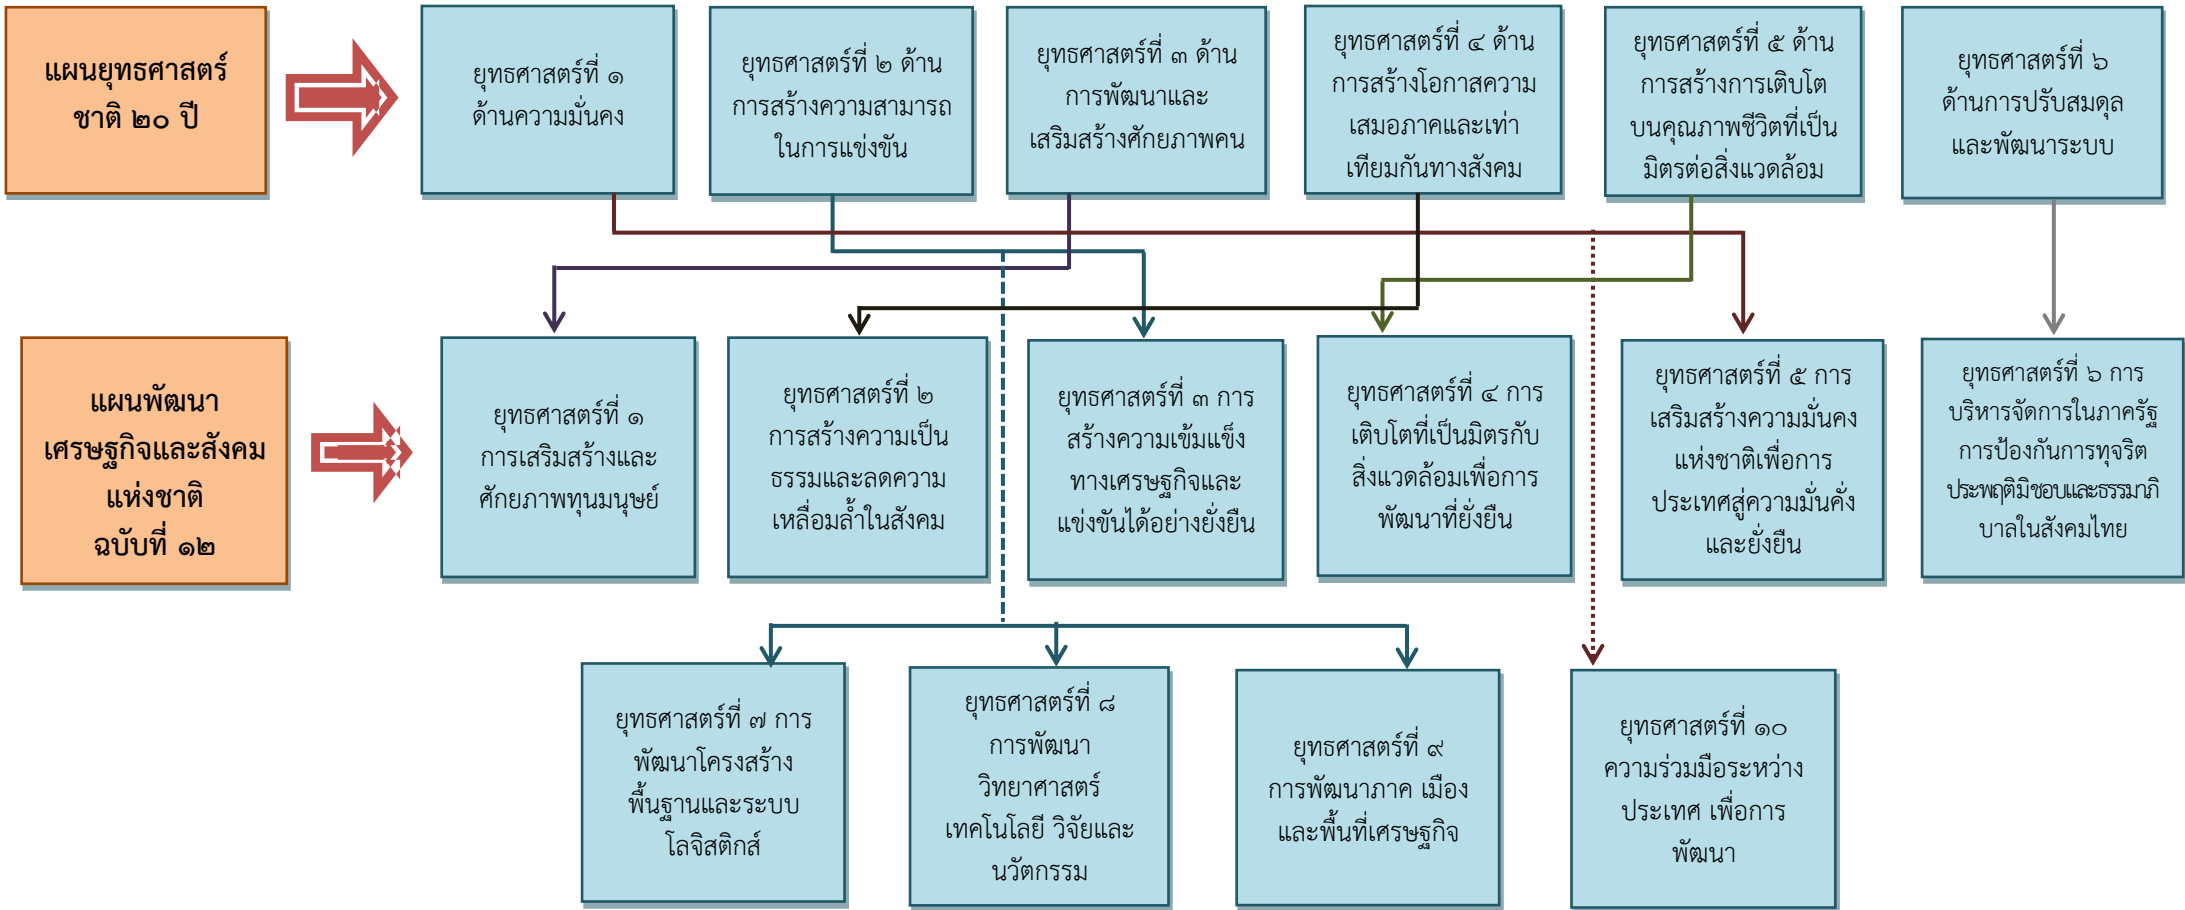 แผนยุทธศาสตร์
ชาติ ๒๐ ปี
ยุทธศาสตร์ที่ ๑
ด้านความมั่นคง
ยุทธศาสตร์ที่ ๒ ด้าน
การสร้างความสามารถ
ในการแข่งขัน
ยุทธศาสตร์ที่ ๓ ด้าน
การพัฒนาและ
เสริมสร้างศักยภาพคน
ยุทธศาสตร์ที่ ๔ ด้าน
การสร้างโอกาสความ
เสมอภาคและเท่า
เทียมกันทางสังคม
ยุทธศาสตร์ที่ ๕ ด้าน
การสร้างการเติบโต
บนคุณภาพชีวิตที่เป็น
มิตรต่อสิ่งแวดล้อม
ยุทธศาสตร์ที่ ๖
ด้านการปรับสมดุล
และพัฒนาระบบ
แผนพัฒนา
เศรษฐกิจและสังคม
แห่งชาติ
ฉบับที่ ๑๒
ยุทธศาสตร์ที่ ๑
การเสริมสร้างและ
ศักยภาพทุนมนุษย์
ยุทธศาสตร์ที่ ๒
การสร้างความเป็น
ธรรมและลดความ
เหลื่อมล้ำในสังคม
ยุทธศาสตร์ที่ ๓ การ
สร้างความเข้มแข็ง
ทางเศรษฐกิจและ
แข่งขันได้อย่างยั่งยืน
ยุทธศาสตร์ที่ ๔ การ
เติบโตที่เป็นมิตรกับ
สิ่งแวดล้อมเพื่อการ
พัฒนาที่ยั่งยืน
ยุทธศาสตร์ที่ ๕ การ
เสริมสร้างความมั่นคง
แห่งชาติเพื่อการ
ประเทศสู่ความมั่นคั่ง
และยั่งยืน
ยุทธศาสตร์ที่ ๖ การ
บริหารจัดการในภาครัฐ
การป้องกันการทุจริต
ประพฤติมิชอบและธรรมาภิ
บาลในสังคมไทย
ยุทธศาสตร์ที่ ๗ การ
พัฒนาโครงสร้าง
พื้นฐานและระบบ
โลจิสติกส์
ยุทธศาสตร์ที่ ๘
การพัฒนา
วิทยาศาสตร์
เทคโนโลยี วิจัยและ
นวัตกรรม
ยุทธศาสตร์ที่ ๙
การพัฒนาภาค เมือง
และพื้นที่เศรษฐกิจ
ยุทธศาสตร์ที่ ๑๐
ความร่วมมือระหว่าง
ประเทศ เพื่อการ
พัฒนา